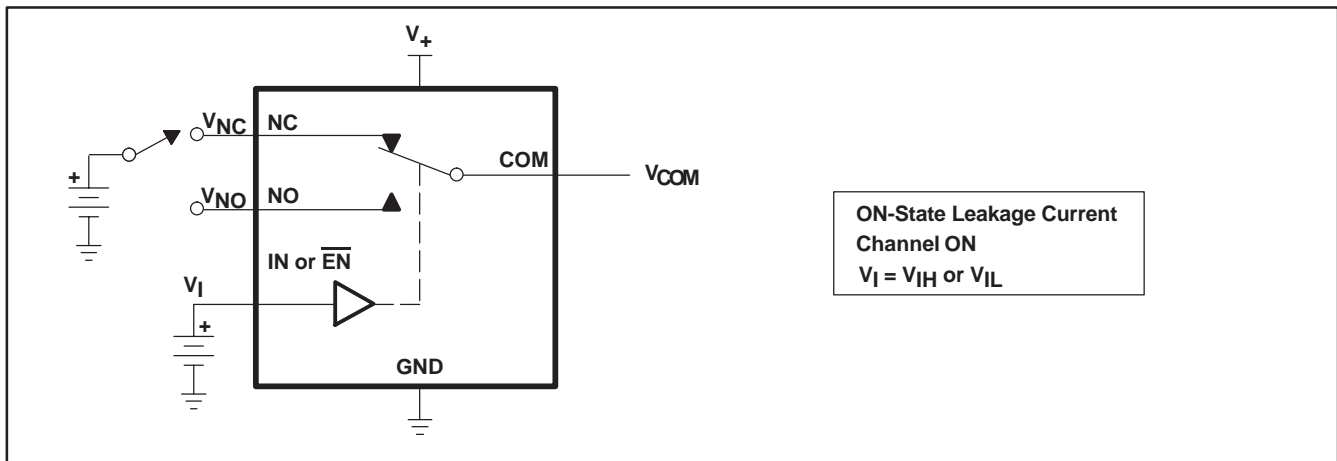 V+
VNC NC
COM
VCOM
+
VNO NO
IN or EN
VI
+
GND
ON-State Leakage Current
Channel ON
VI = VIH or VIL